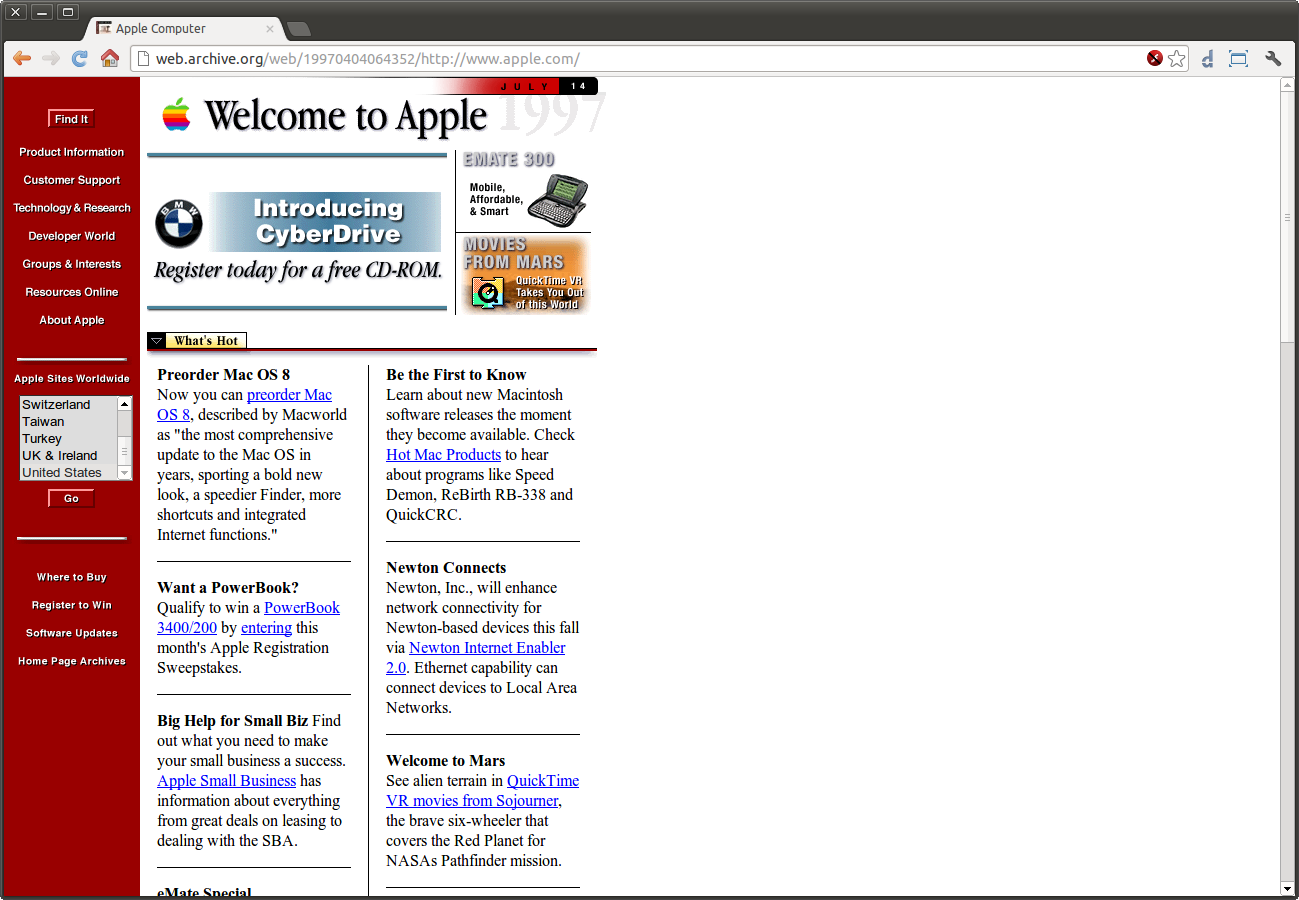 Apple Computer
web.archive.org/web/19970404064352/http://www.apple.com/
Find It
Product Information
Customer Support
Technology & Research
Developer World
Groups & Interests
Resources Online
About Apple
Apple Sites Worldwide
Switzerland
Taiwan
Turkey
UK & Ireland
United States
Go
Where to Buy
Register to Win
Software Updates
Home Page Archives
JULY 14
1997
Welcome to Apple
BMW
Introducing
CyberDrive
Register today for a free CD-ROM.
EMATE 300
Mobile,
Affordable,
& Smart
MOVIES
FROM MARS
QuickTime VR
Takes You Out
of this World
What's Hot
Preorder Mac OS 8
Now you can preorder Mac
OS 8, described by Macworld
as "the most comprehensive
update to the Mac OS in
years, sporting a bold new
look, a speedier Finder, more
shortcuts and integrated
Internet functions."
Want a PowerBook?
Qualify to win a PowerBook
3400/200 by entering this
month's Apple Registration
Sweepstakes.
Big Help for Small Biz Find
out what you need to make
your small business a success.
Apple Small Business has
information about everything
from great deals on leasing to
dealing with the SBA.
eMate Special
Be the First to Know
Learn about new Macintosh
software releases the moment
they become available. Check
Hot Mac Products to hear
about programs like Speed
Demon, ReBirth RB-338 and
QuickCRC.
Newton Connects
Newton, Inc., will enhance
network connectivity for
Newton-based devices this fall
via Newton Internet Enabler
2.0. Ethernet capability can
connect devices to Local Area
Networks.
Welcome to Mars
See alien terrain in QuickTime
VR movies from Sojourner,
the brave six-wheeler that
covers the Red Planet for
NASAs Pathfinder mission.